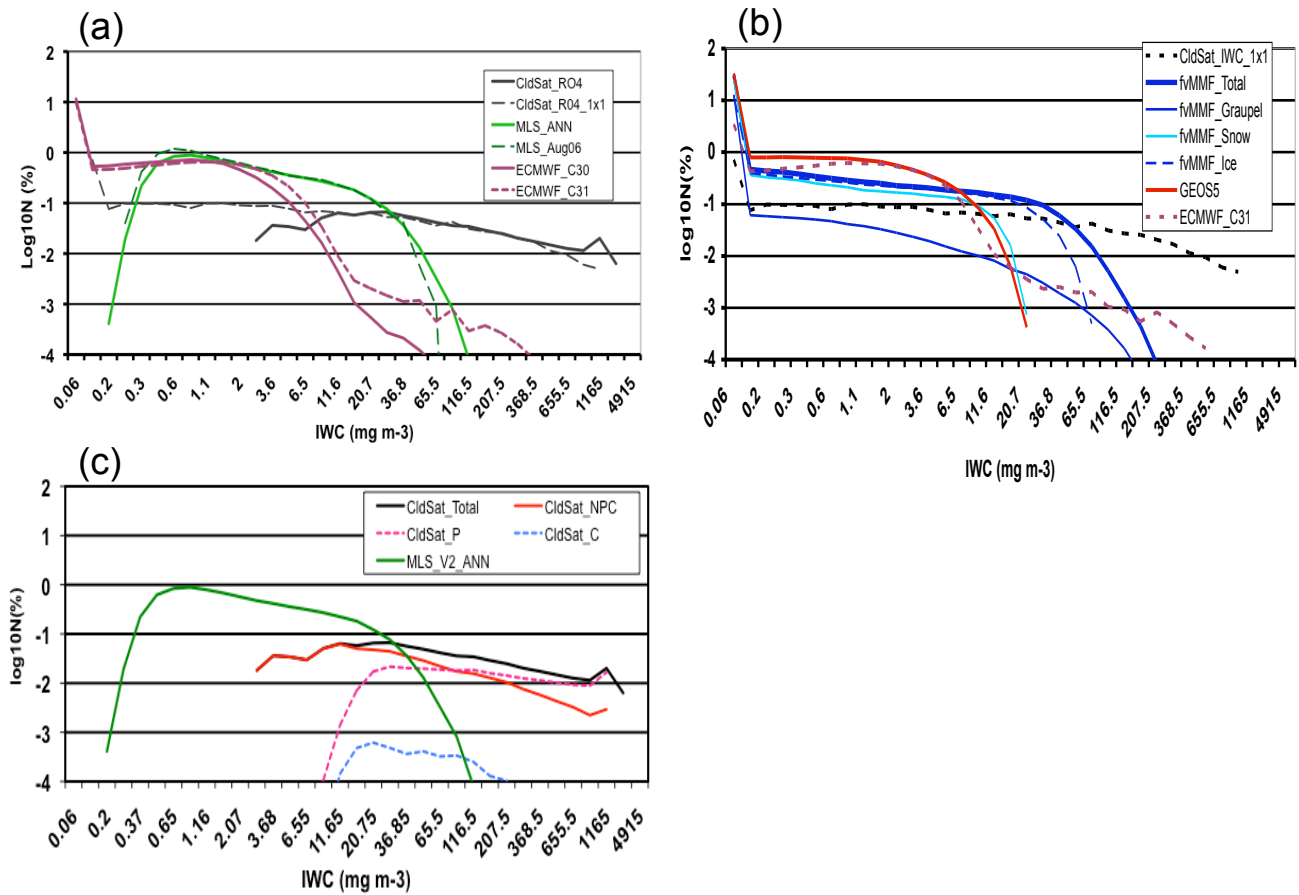 (a)
2
1
0
-1
-2
-3
-4
Log10N (%)
CldSat_RO4
CldSat_R04_1x1
MLS_ANN
MLS_Aug06
ECMWF_C30
ECMWF_C31
0.06 0.2 0.3 0.6 1.1 2 3.6 6.5 11.6 20.7 36.8 65.5 116.5 207.5 368.5 655.5 1165 4915
IWC (mg m-3)
(b)
2
1
0
-1
-2
-3
-4
log10N (%)
CldSat_IWC_1x1
fvMMF_Total
fvMMF_Graupel
fvMMF_Snow
fvMMF_Ice
GEOS5
ECMWF_C31
0.06 0.2 0.3 0.6 1.1 2 3.6 6.5 11.6 20.7 36.8 65.5 116.5 207.5 368.5 655.5 1165 4915
IWC (mg m-3)
(c)
2
1
0
-1
-2
-3
-4
log10N(%)
CldSat_Total CldSat_NPC
CldSat_P CldSat_C
MLS_V2_ANN
0.06 0.2 0.37 0.65 1.16 2.07 3.68 6.55 11.65 20.75 36.85 65.5 116.5 207.5 368.5 655.5 1165 4915
IWC (mg m-3)